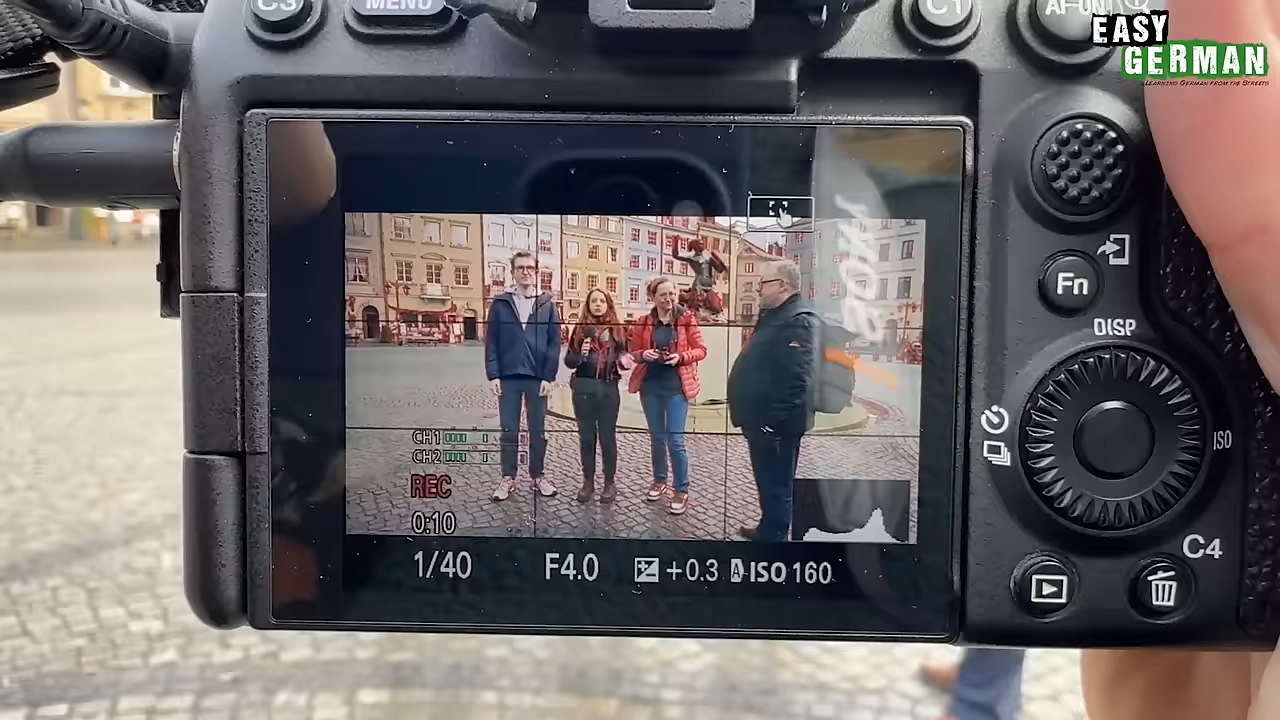 C3
MENU
C1
AF-ON
EASY
GERMAN
LEARNING GERMAN FROM THE STREETS
Fn
DISP
CH1
CH2
REC
0:10
ISO
1/40
F4.0
+0.3
A ISO 160
C4